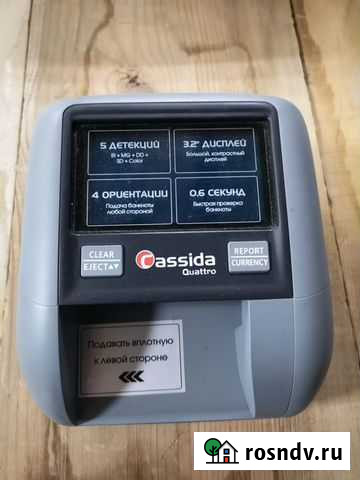 5 ДЕТЕКЦИЙ
IR + MG + DD +
SD + Color
3.2" ДИСПЛЕЙ
Большой, контрастный
дисплей
4 ОРИЕНТАЦИИ
Подача банкноты
любой стороной
0.6 СЕКУНД
Быстрая проверка
банкноты
CLEAR
EJECT▲▼
Cassida
Quattro
REPORT
CURRENCY
Подавать вплотную
к левой стороне
<<<
rosndv.ru